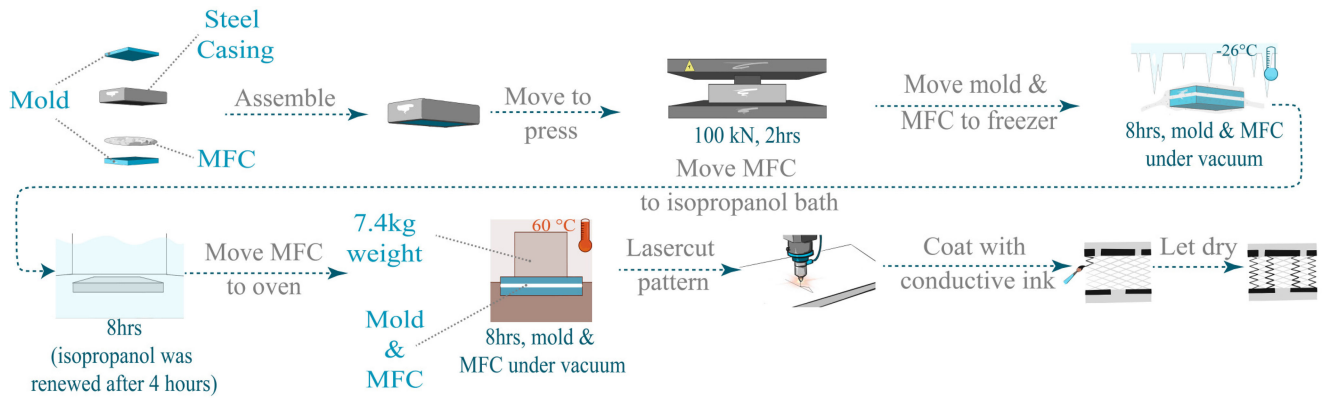 Steel
Casing
Mold
MFC
Assemble
Move to
press
100 kN, 2hrs
Move mold &
MFC to freezer
-26°C
8hrs, mold & MFC
under vacuum
Move MFC
to isopropanol bath
8hrs
(isopropanol was
renewed after 4 hours)
Move MFC
to oven
7.4kg
weight
Mold
&
MFC
60 °C
8hrs, mold &
MFC under vacuum
Lasercut
pattern
Coat with
conductive ink
Let dry